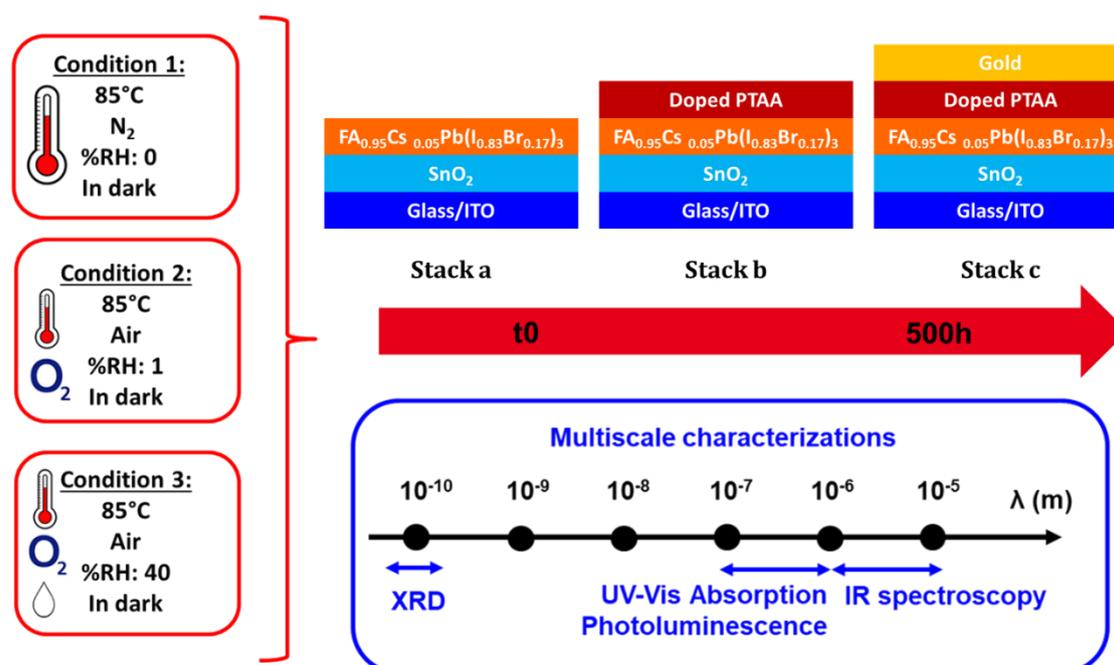 Condition 1:
85°C
N₂
%RH: 0
In dark
Condition 2:
85°C
Air
O₂
%RH: 1
In dark
Condition 3:
85°C
Air
O₂
%RH: 40
In dark
Doped PTAA
FA₀.₉₅Cs ₀.₀₅Pb(I₀.₈₃Br₀.₁₇)₃
SnO₂
Glass/ITO
Stack a
FA₀.₉₅Cs ₀.₀₅Pb(I₀.₈₃Br₀.₁₇)₃
SnO₂
Glass/ITO
Stack b
Gold
Doped PTAA
FA₀.₉₅Cs ₀.₀₅Pb(I₀.₈₃Br₀.₁₇)₃
SnO₂
Glass/ITO
Stack c
t0
500h
Multiscale characterizations
10⁻¹⁰ 10⁻⁹ 10⁻⁸ 10⁻⁷ 10⁻⁶ 10⁻⁵ λ (m)
XRD
UV-Vis Absorption
Photoluminescence
IR spectroscopy